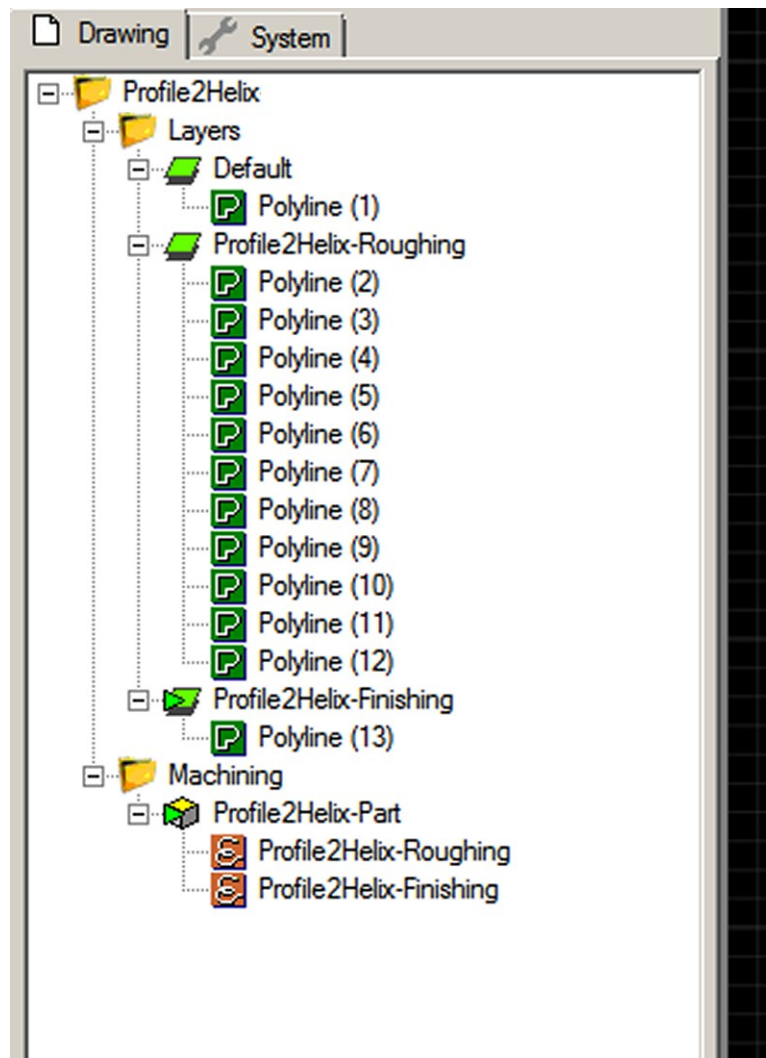 Drawing System
Profile2Helix
Layers
Default
Polyline (1)
Profile2Helix-Roughing
Polyline (2)
Polyline (3)
Polyline (4)
Polyline (5)
Polyline (6)
Polyline (7)
Polyline (8)
Polyline (9)
Polyline (10)
Polyline (11)
Polyline (12)
Profile2Helix-Finishing
Polyline (13)
Machining
Profile2Helix-Part
Profile2Helix-Roughing
Profile2Helix-Finishing